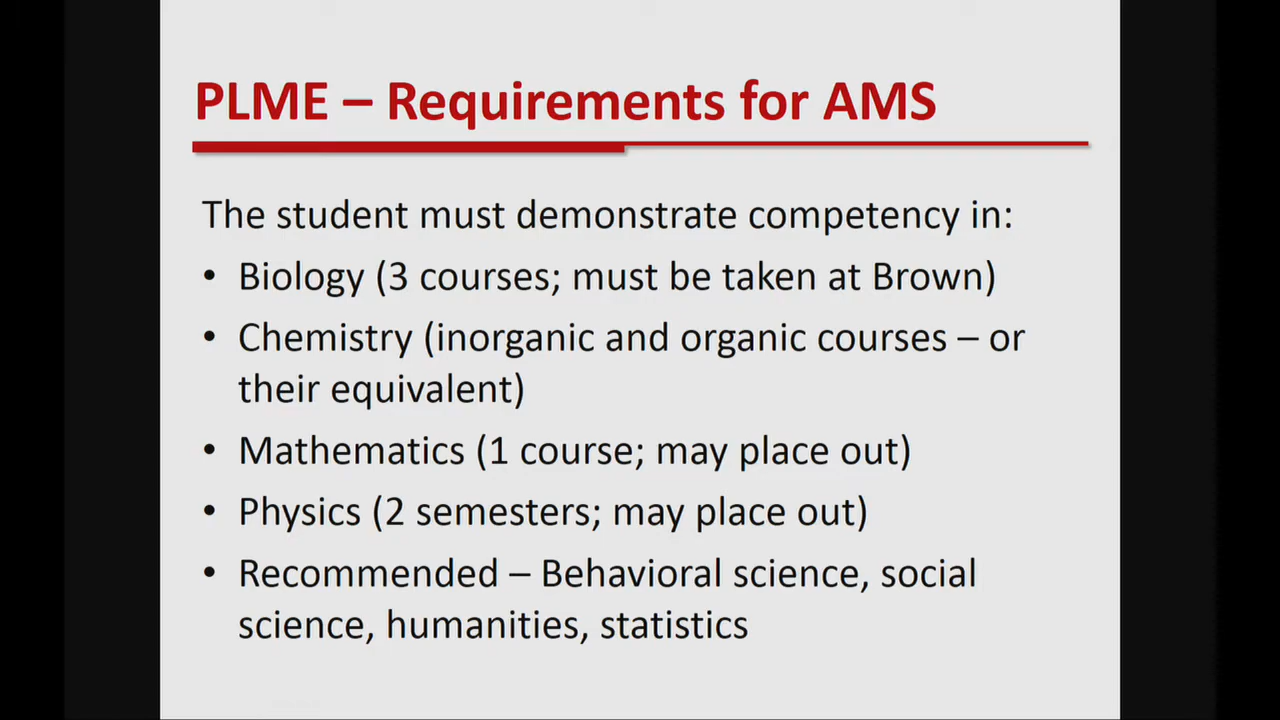 PLME – Requirements for AMS
The student must demonstrate competency in:
• Biology (3 courses; must be taken at Brown)
• Chemistry (inorganic and organic courses – or
their equivalent)
• Mathematics (1 course; may place out)
• Physics (2 semesters; may place out)
• Recommended – Behavioral science, social
science, humanities, statistics